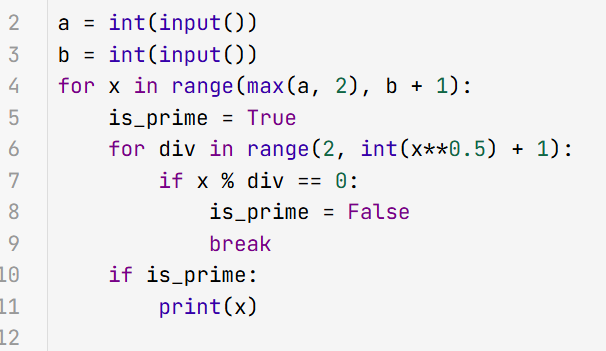 2 a = int(input())
3 b = int(input())
4 for x in range(max(a, 2), b + 1):
5     is_prime = True
6     for div in range(2, int(x**0.5) + 1):
7         if x % div == 0:
8             is_prime = False
9             break
10     if is_prime:
11         print(x)
12